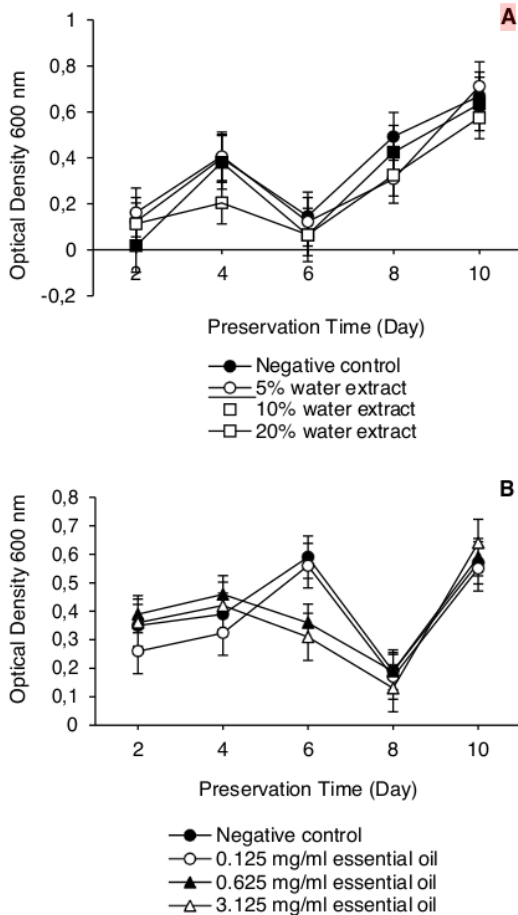 A
0,8
Optical Density 600 nm
0,6
0,4
0,2
0
-0,2
2 4 6 8 10
Preservation Time (Day)
Negative control
5% water extract
10% water extract
20% water extract
B
0,8
0,7
0,6
0,5
0,4
0,3
0,2
0,1
0
Optical Density 600 nm
2 4 6 8 10
Preservation Time (Day)
Negative control
0.125 mg/ml essential oil
0.625 mg/ml essential oil
3.125 mg/ml essential oil